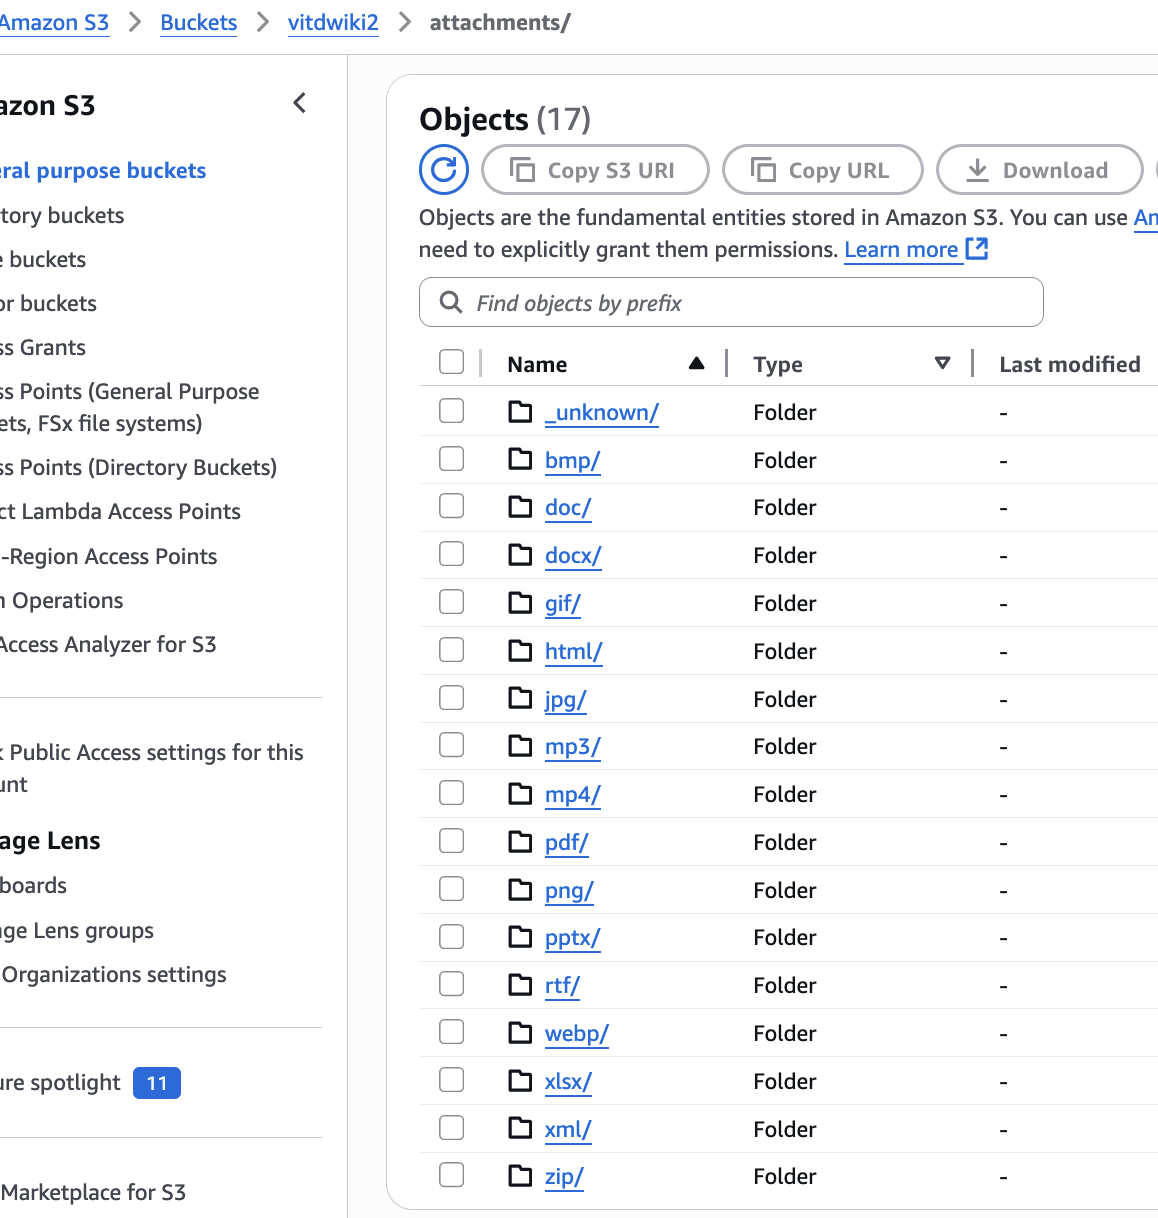 Amazon S3 > Buckets > vitdwiki2 > attachments/
azon S3
eral purpose buckets
tory buckets
e buckets
or buckets
ss Grants
ss Points (General Purpose
ets, FSx file systems)
ss Points (Directory Buckets)
ct Lambda Access Points
-Region Access Points
n Operations
Access Analyzer for S3
k Public Access settings for this
unt
age Lens
boards
ge Lens groups
Organizations settings
ure spotlight 11
Marketplace for S3
Objects (17)
Copy S3 URI Copy URL Download
Objects are the fundamental entities stored in Amazon S3. You can use Am
need to explicitly grant them permissions. Learn more
Find objects by prefix
Name Type Last modified
_unknown/ Folder -
bmp/ Folder -
doc/ Folder -
docx/ Folder -
gif/ Folder -
html/ Folder -
jpg/ Folder -
mp3/ Folder -
mp4/ Folder -
pdf/ Folder -
png/ Folder -
pptx/ Folder -
rtf/ Folder -
webp/ Folder -
xlsx/ Folder -
xml/ Folder -
zip/ Folder -